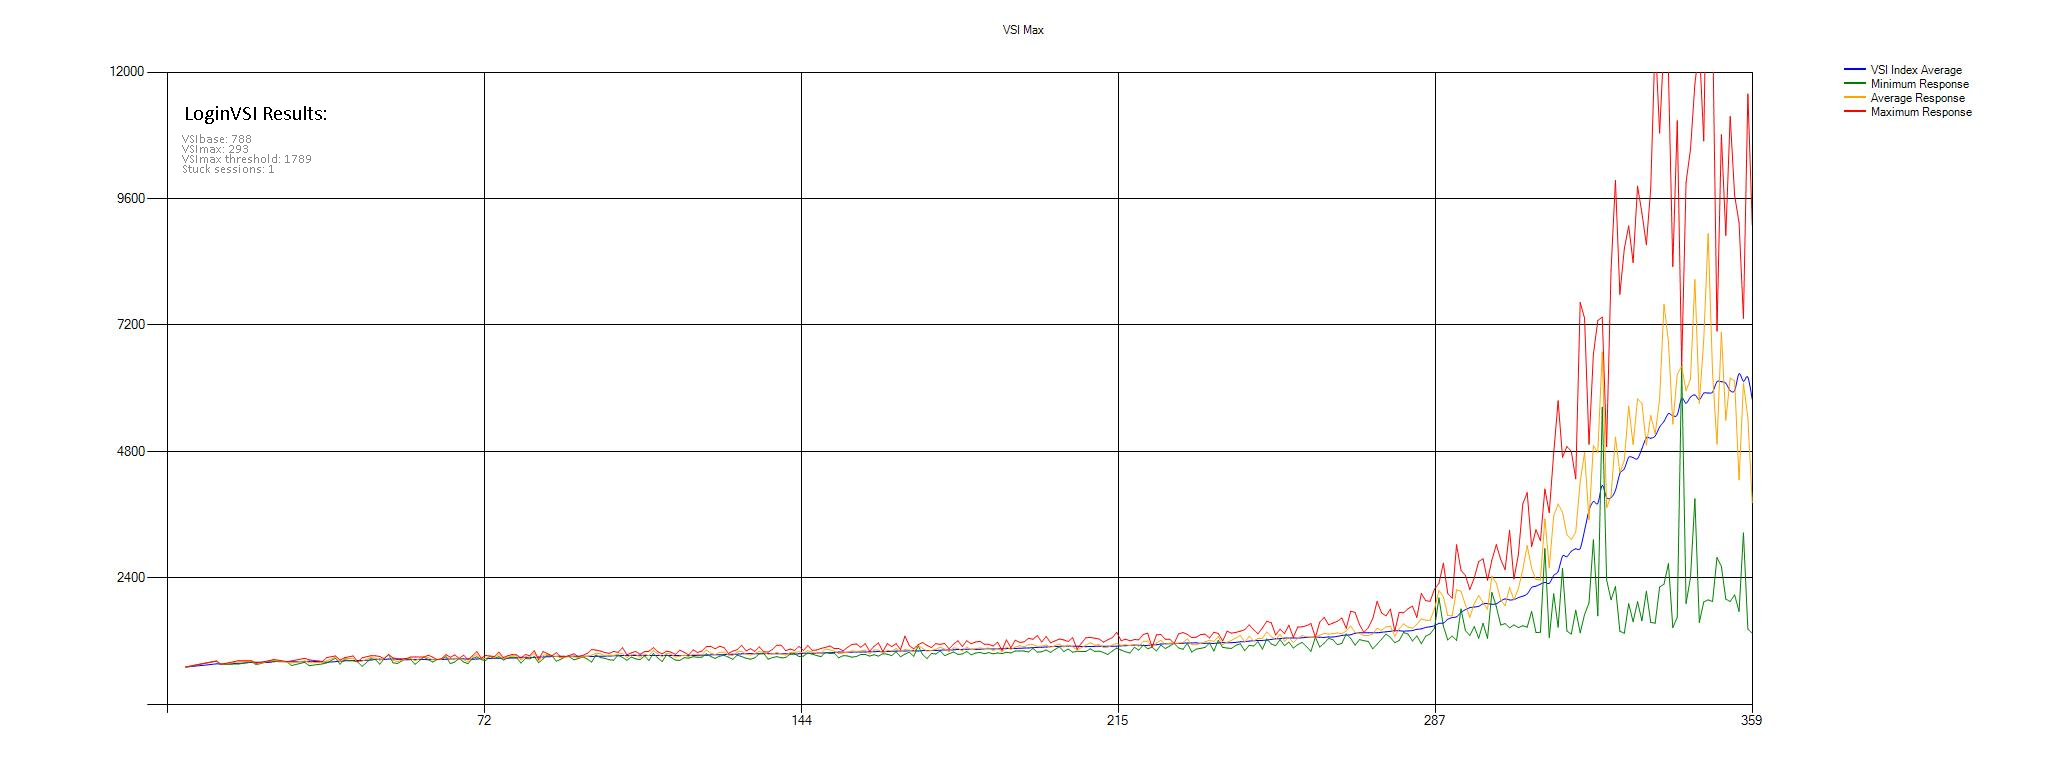 VSI Max
12000
9600
7200
4800
2400
72
144
215
287
359
LoginVSI Results:
VSIbase: 788
VSImax: 293
VSImax threshold: 1789
Stuck sessions: 1
VSI Index Average
Minimum Response
Average Response
Maximum Response